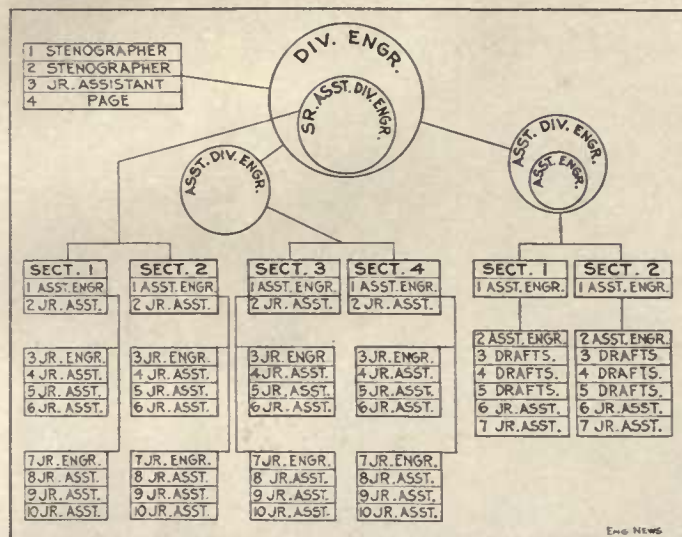 DIV. ENGR.
1 STENOGRAPHER
2 STENOGRAPHER
3 JR. ASSISTANT
4 PAGE
SR. ASST. DIV. ENGR.
ASST. DIV. ENGR.
ASST. DIV. ENGR.
ASST. ENGR.
SECT. 1
1 ASST. ENGR.
2 JR. ASST.
3 JR. ENGR.
4 JR. ASST.
5 JR. ASST.
6 JR. ASST.
7 JR. ENGR.
8 JR. ASST.
9 JR. ASST.
10 JR. ASST.
SECT. 2
1 ASST. ENGR.
2 JR. ASST.
3 JR. ENGR.
4 JR. ASST.
5 JR. ASST.
6 JR. ASST.
7 JR. ENGR.
8 JR. ASST.
9 JR. ASST.
10 JR. ASST.
SECT. 3
1 ASST. ENGR.
2 JR. ASST.
3 JR. ENGR
4 JR. ASST.
5 JR. ASST.
6 JR. ASST.
7 JR. ENGR.
8 JR. ASST.
9 JR. ASST.
10 JR. ASST.
SECT. 4
1 ASST. ENGR.
2 JR. ASST.
3 JR. ENGR.
4 JR. ASST.
5 JR. ASST.
6 JR. ASST.
7 JR. ENGR.
8 JR. ASST.
9 JR. ASST.
10 JR. ASST.
SECT. 1
1 ASST. ENGR.
2 ASST. ENGR.
3 DRAFTS.
4 DRAFTS.
5 DRAFTS.
6 JR. ASST.
7 JR. ASST.
SECT. 2
1 ASST. ENGR.
2 ASST. ENGR.
3 DRAFTS.
4 DRAFTS.
5 DRAFTS.
6 JR. ASST.
7 JR. ASST.
ENG NEWS